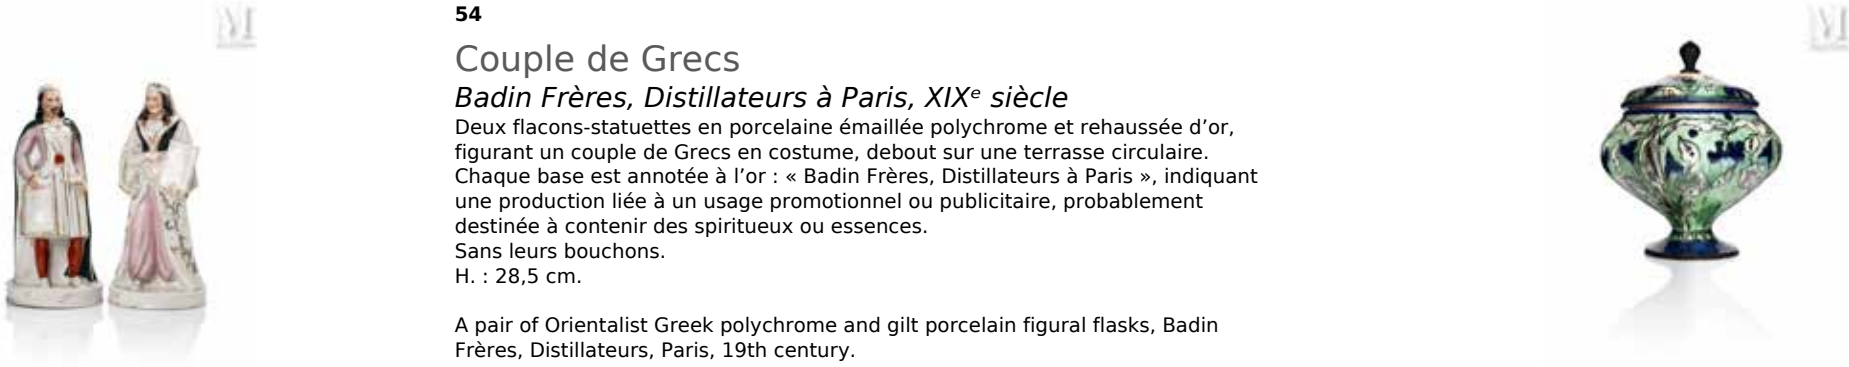 54
Couple de Grecs
Badin Frères, Distillateurs à Paris, XIXᵉ siècle
Deux flacons-statuettes en porcelaine émaillée polychrome et rehaussée d’or,
figurant un couple de Grecs en costume, debout sur une terrasse circulaire.
Chaque base est annotée à l’or : « Badin Frères, Distillateurs à Paris », indiquant
une production liée à un usage promotionnel ou publicitaire, probablement
destinée à contenir des spiritueux ou essences.
Sans leurs bouchons.
H. : 28,5 cm.
A pair of Orientalist Greek polychrome and gilt porcelain figural flasks, Badin
Frères, Distillateurs, Paris, 19th century.
M
M